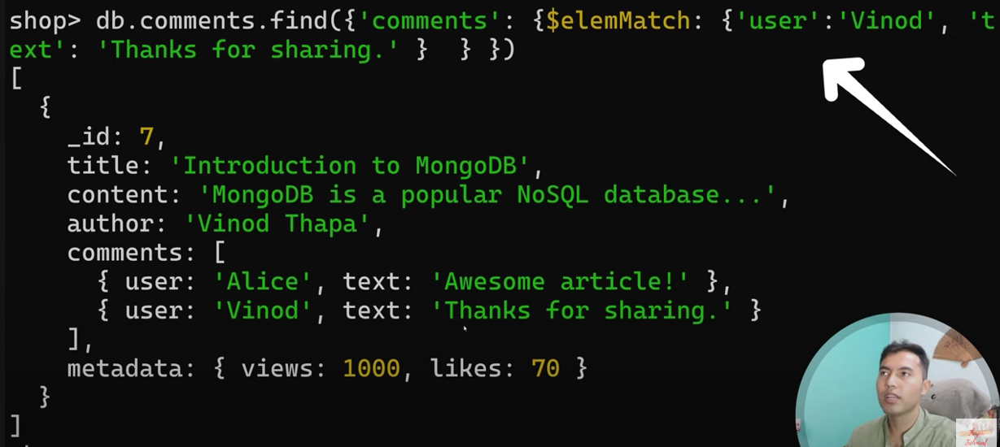 shop> db.comments.find({'comments': {$elemMatch: {'user':'Vinod', 't
ext': 'Thanks for sharing.' }  } })
[
{
_id: 7,
title: 'Introduction to MongoDB',
content: 'MongoDB is a popular NoSQL database...',
author: 'Vinod Thapa',
comments: [
{ user: 'Alice', text: 'Awesome article!' },
{ user: 'Vinod', text: 'Thanks for sharing.' }
],
metadata: { views: 1000, likes: 70 }
}
]
Thapa
Technical